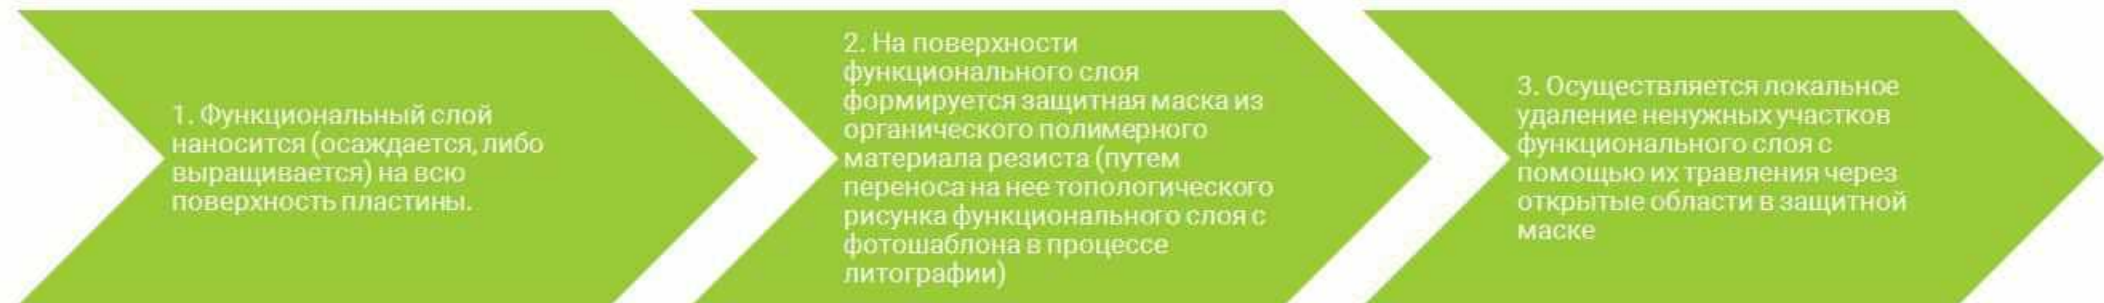 1. Функциональный слой
наносится (осаждается, либо
выращивается) на всю
поверхность пластины.
2. На поверхности
функционального слоя
формируется защитная маска из
органического полимерного
материала резиста (путем
переноса на нее топологического
рисунка функционального слоя с
фотошаблона в процессе
литографии)
3. Осуществляется локальное
удаление ненужных участков
функционального слоя с
помощью их травления через
открытые области в защитной
маске